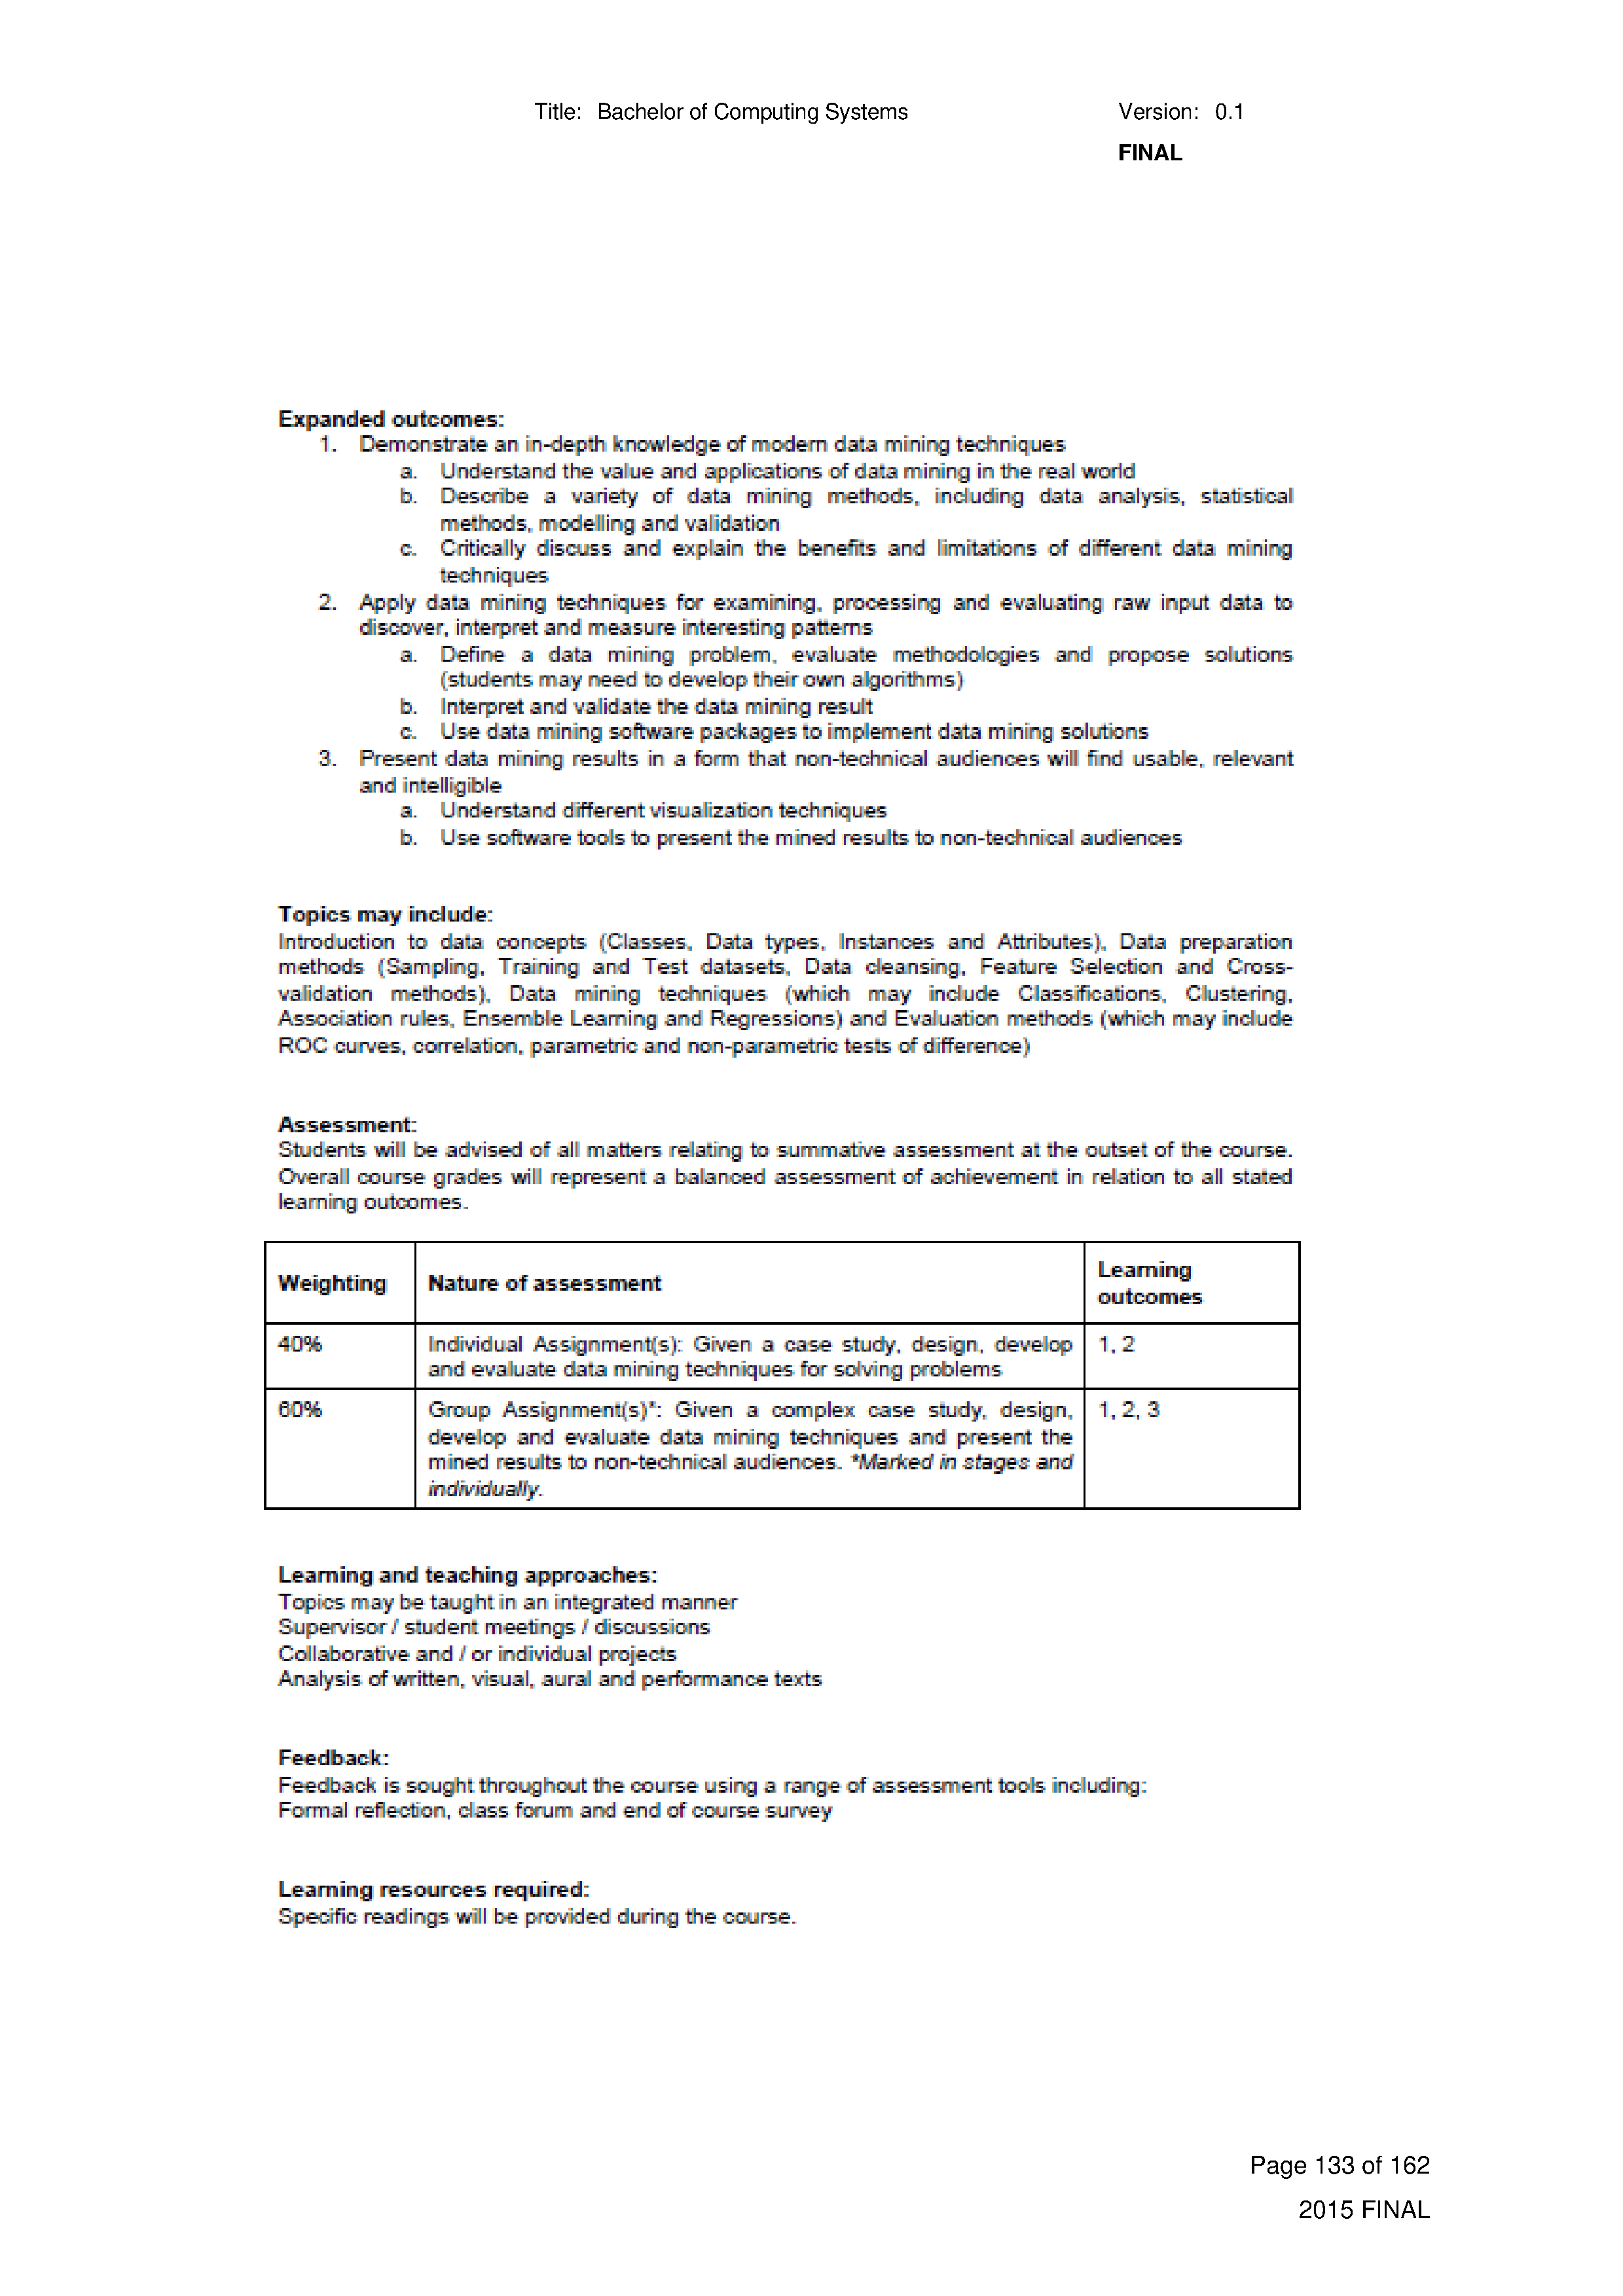 Title: Bachelor of Computing Systems Version: 0.1
FINAL
Expanded outcomes:
1. Demonstrate an in-depth knowledge of modern data mining techniques
a. Understand the value and applications of data mining in the real world
b. Describe a variety of data mining methods, including data analysis, statistical
methods, modelling and validation
c. Critically discuss and explain the benefits and limitations of different data mining
techniques
2. Apply data mining techniques for examining, processing and evaluating raw input data to
discover, interpret and measure interesting patterns
a. Define a data mining problem, evaluate methodologies and propose solutions
(students may need to develop their own algorithms)
b. Interpret and validate the data mining result
c. Use data mining software packages to implement data mining solutions
3. Present data mining results in a form that non-technical audiences will find usable, relevant
and intelligible
a. Understand different visualization techniques
b. Use software tools to present the mined results to non-technical audiences
Topics may include:
Introduction to data concepts (Classes, Data types, Instances and Attributes), Data preparation
methods (Sampling, Training and Test datasets, Data cleansing, Feature Selection and Cross-
validation methods), Data mining techniques (which may include Classifications, Clustering,
Association rules, Ensemble Learning and Regressions) and Evaluation methods (which may include
ROC curves, correlation, parametric and non-parametric tests of difference)
Assessment:
Students will be advised of all matters relating to summative assessment at the outset of the course.
Overall course grades will represent a balanced assessment of achievement in relation to all stated
learning outcomes.
Weighting Nature of assessment Learning
outcomes
40% Individual Assignment(s): Given a case study, design, develop 1, 2
and evaluate data mining techniques for solving problems
60% Group Assignment(s)*: Given a complex case study, design, 1, 2, 3
develop and evaluate data mining techniques and present the
mined results to non-technical audiences. *Marked in stages and
individually.
Learning and teaching approaches:
Topics may be taught in an integrated manner
Supervisor / student meetings / discussions
Collaborative and / or individual projects
Analysis of written, visual, aural and performance texts
Feedback:
Feedback is sought throughout the course using a range of assessment tools including:
Formal reflection, class forum and end of course survey
Learning resources required:
Specific readings will be provided during the course.
Page 133 of 162
2015 FINAL